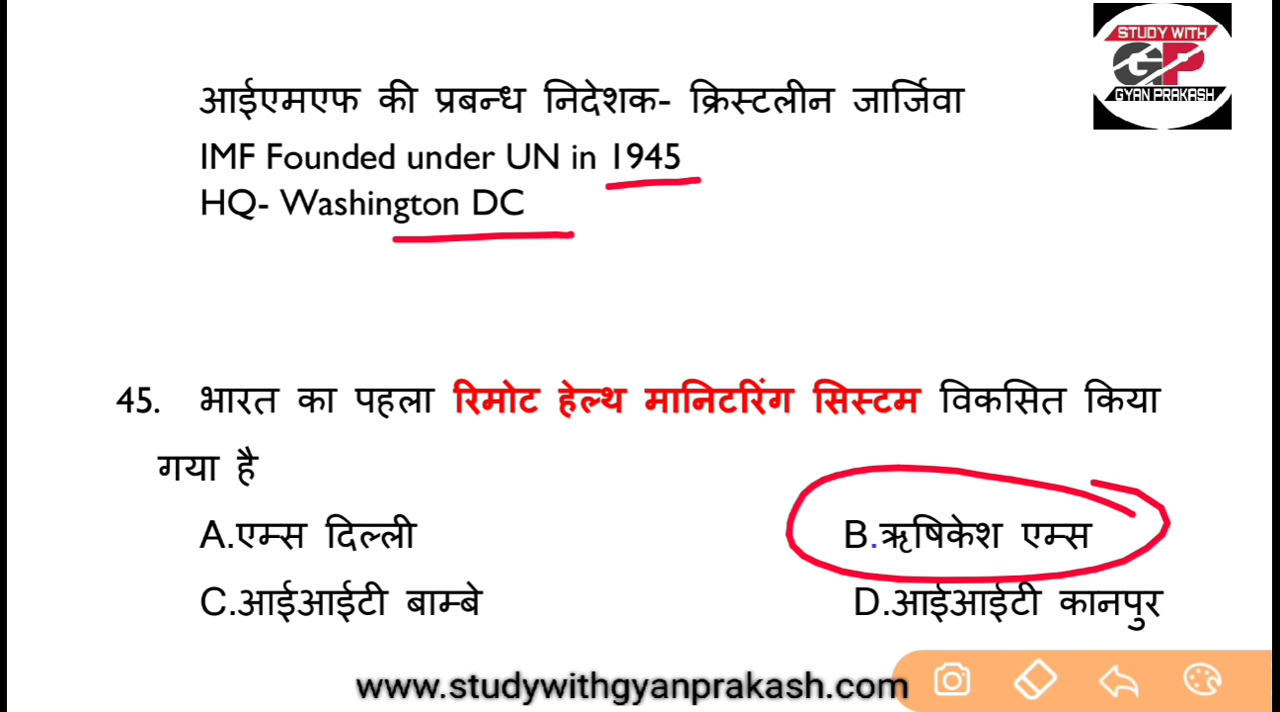 STUDY WITH
GP
GYAN PRAKASH
आईएमएफ की प्रबन्ध निदेशक- क्रिस्टलीन जार्जिवा
IMF Founded under UN in 1945
HQ- Washington DC
45. भारत का पहला रिमोट हेल्थ मानिटरिंग सिस्टम विकसित किया
गया है
A.एम्स दिल्ली B.ऋषिकेश एम्स
C.आईआईटी बाम्बे D.आईआईटी कानपुर
www.studywithgyanprakash.com